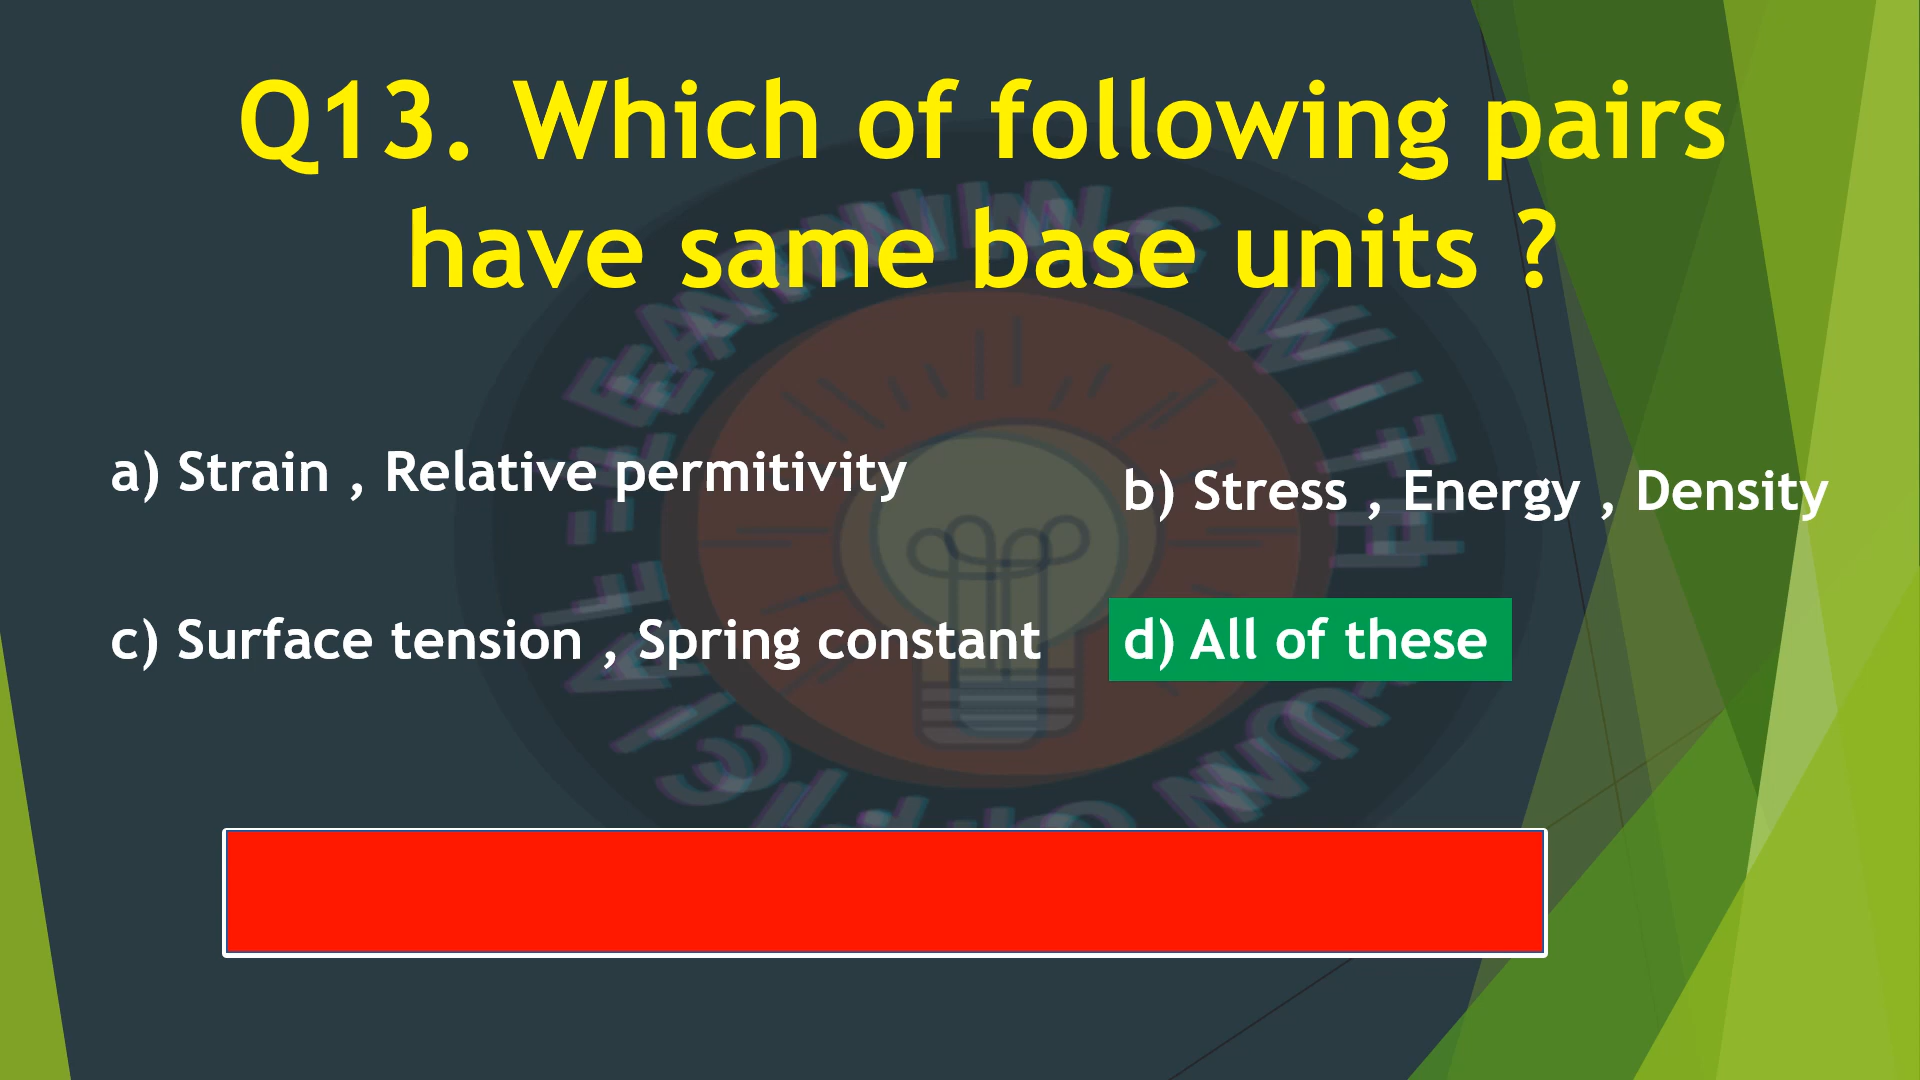 Q13. Which of following pairs
have same base units ?
a) Strain , Relative permitivity
b) Stress , Energy , Density
c) Surface tension , Spring constant
d) All of these